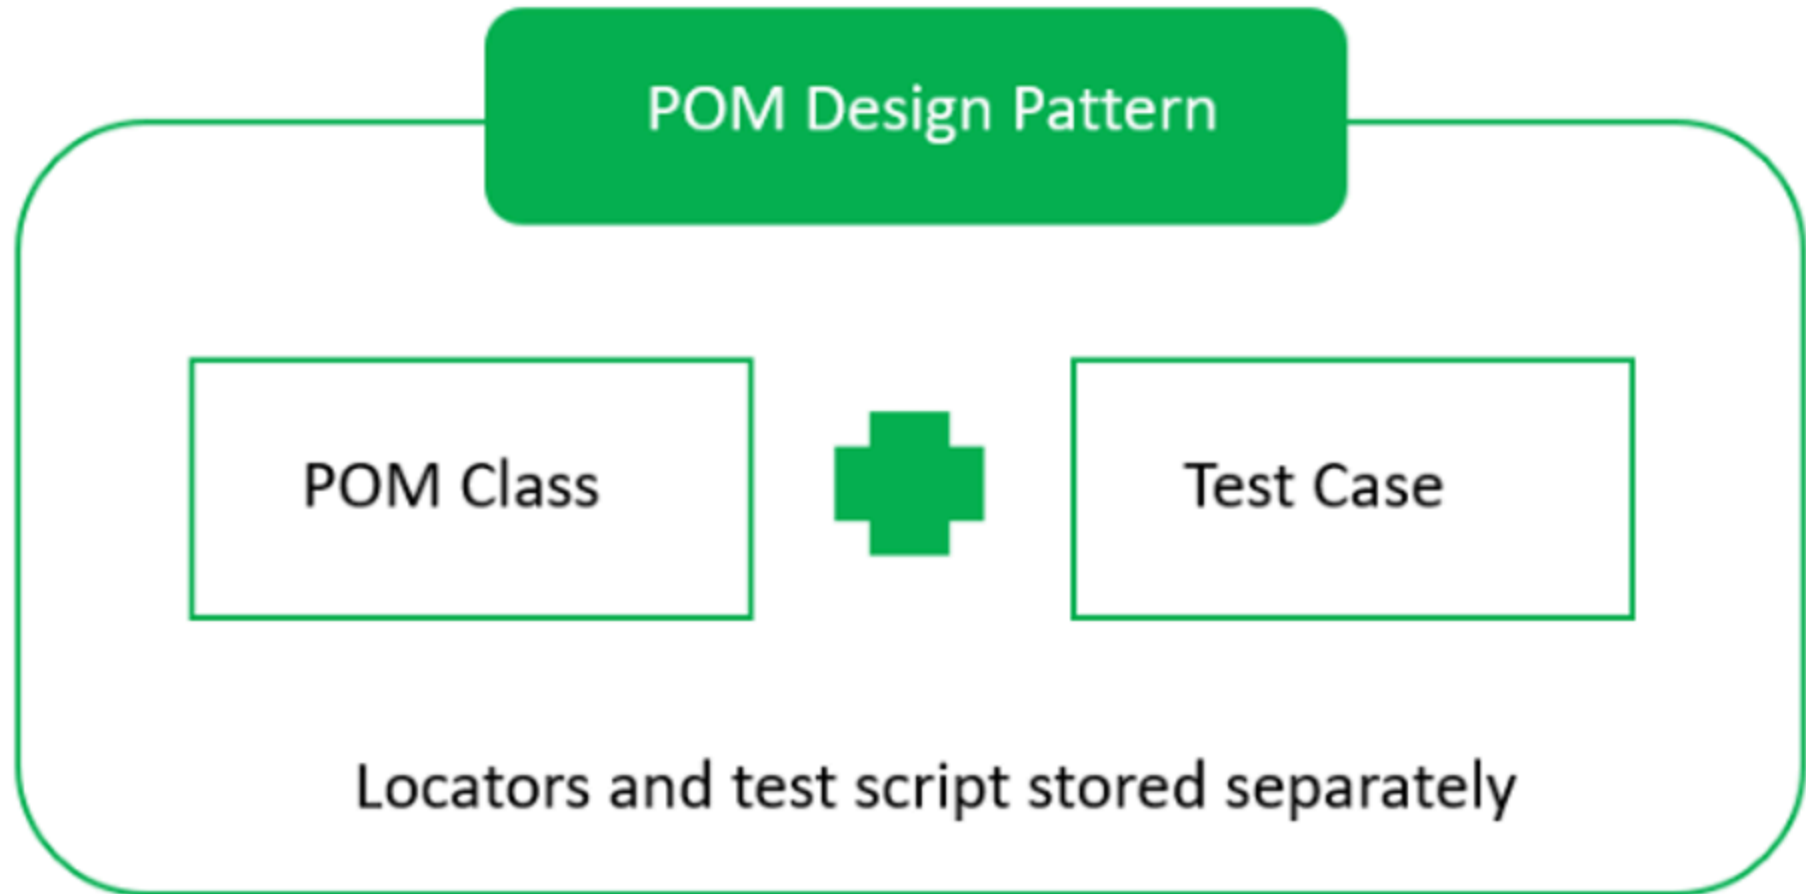 POM Design Pattern
POM Class
Test Case
Locators and test script stored separately